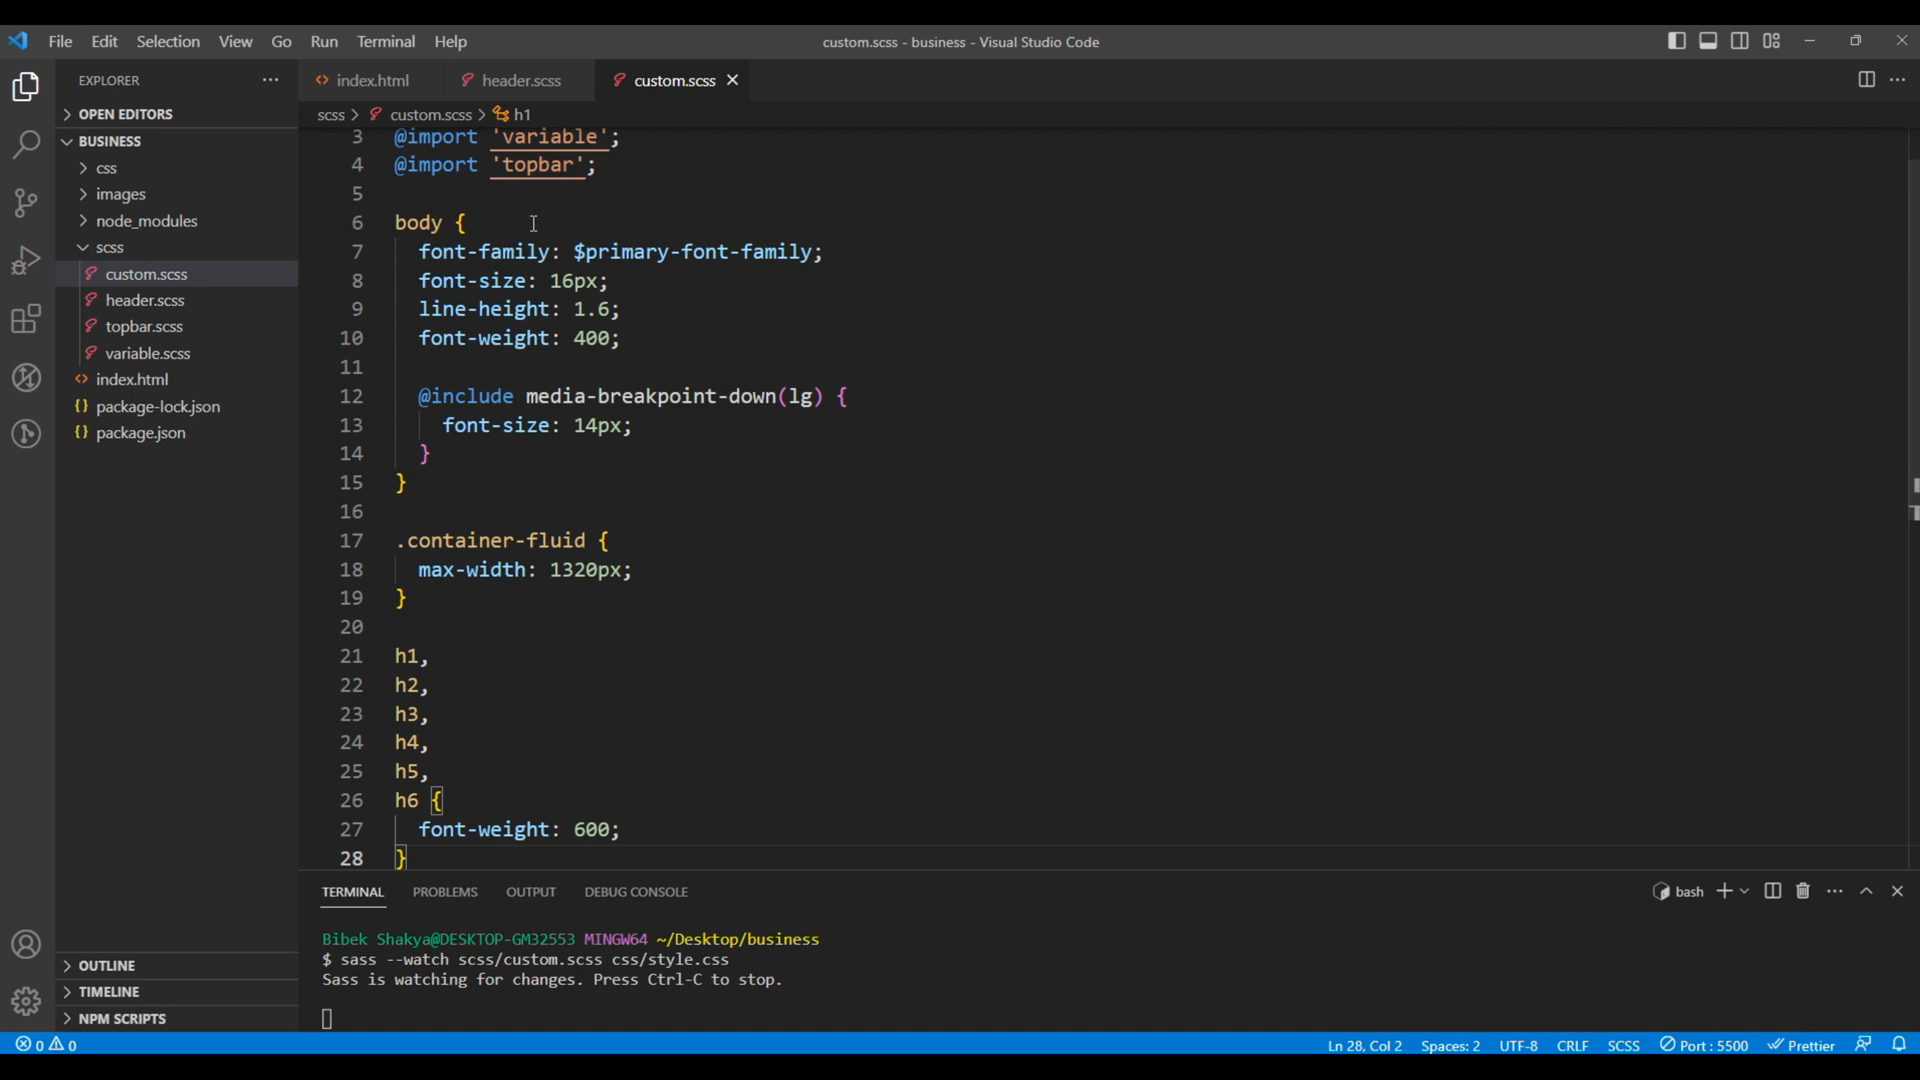 File Edit Selection View Go Run Terminal Help
custom.scss - business - Visual Studio Code
EXPLORER
OPEN EDITORS
BUSINESS
css
images
node_modules
scss
custom.scss
header.scss
topbar.scss
variable.scss
index.html
package-lock.json
package.json
OUTLINE
TIMELINE
NPM SCRIPTS
index.html header.scss custom.scss
scss > custom.scss > h1
3 @import 'variable';
4 @import 'topbar';
5
6 body {
7 font-family: $primary-font-family;
8 font-size: 16px;
9 line-height: 1.6;
10 font-weight: 400;
11
12 @include media-breakpoint-down(lg) {
13 font-size: 14px;
14 }
15 }
16
17 .container-fluid {
18 max-width: 1320px;
19 }
20
21 h1,
22 h2,
23 h3,
24 h4,
25 h5,
26 h6 {
27 font-weight: 600;
28 }
TERMINAL PROBLEMS OUTPUT DEBUG CONSOLE
bash
Bibek Shakya@DESKTOP-GM32553 MINGW64 ~/Desktop/business
$ sass --watch scss/custom.scss css/style.css
Sass is watching for changes. Press Ctrl-C to stop.
0 0
Ln 28, Col 2 Spaces: 2 UTF-8 CRLF SCSS Port : 5500 Prettier